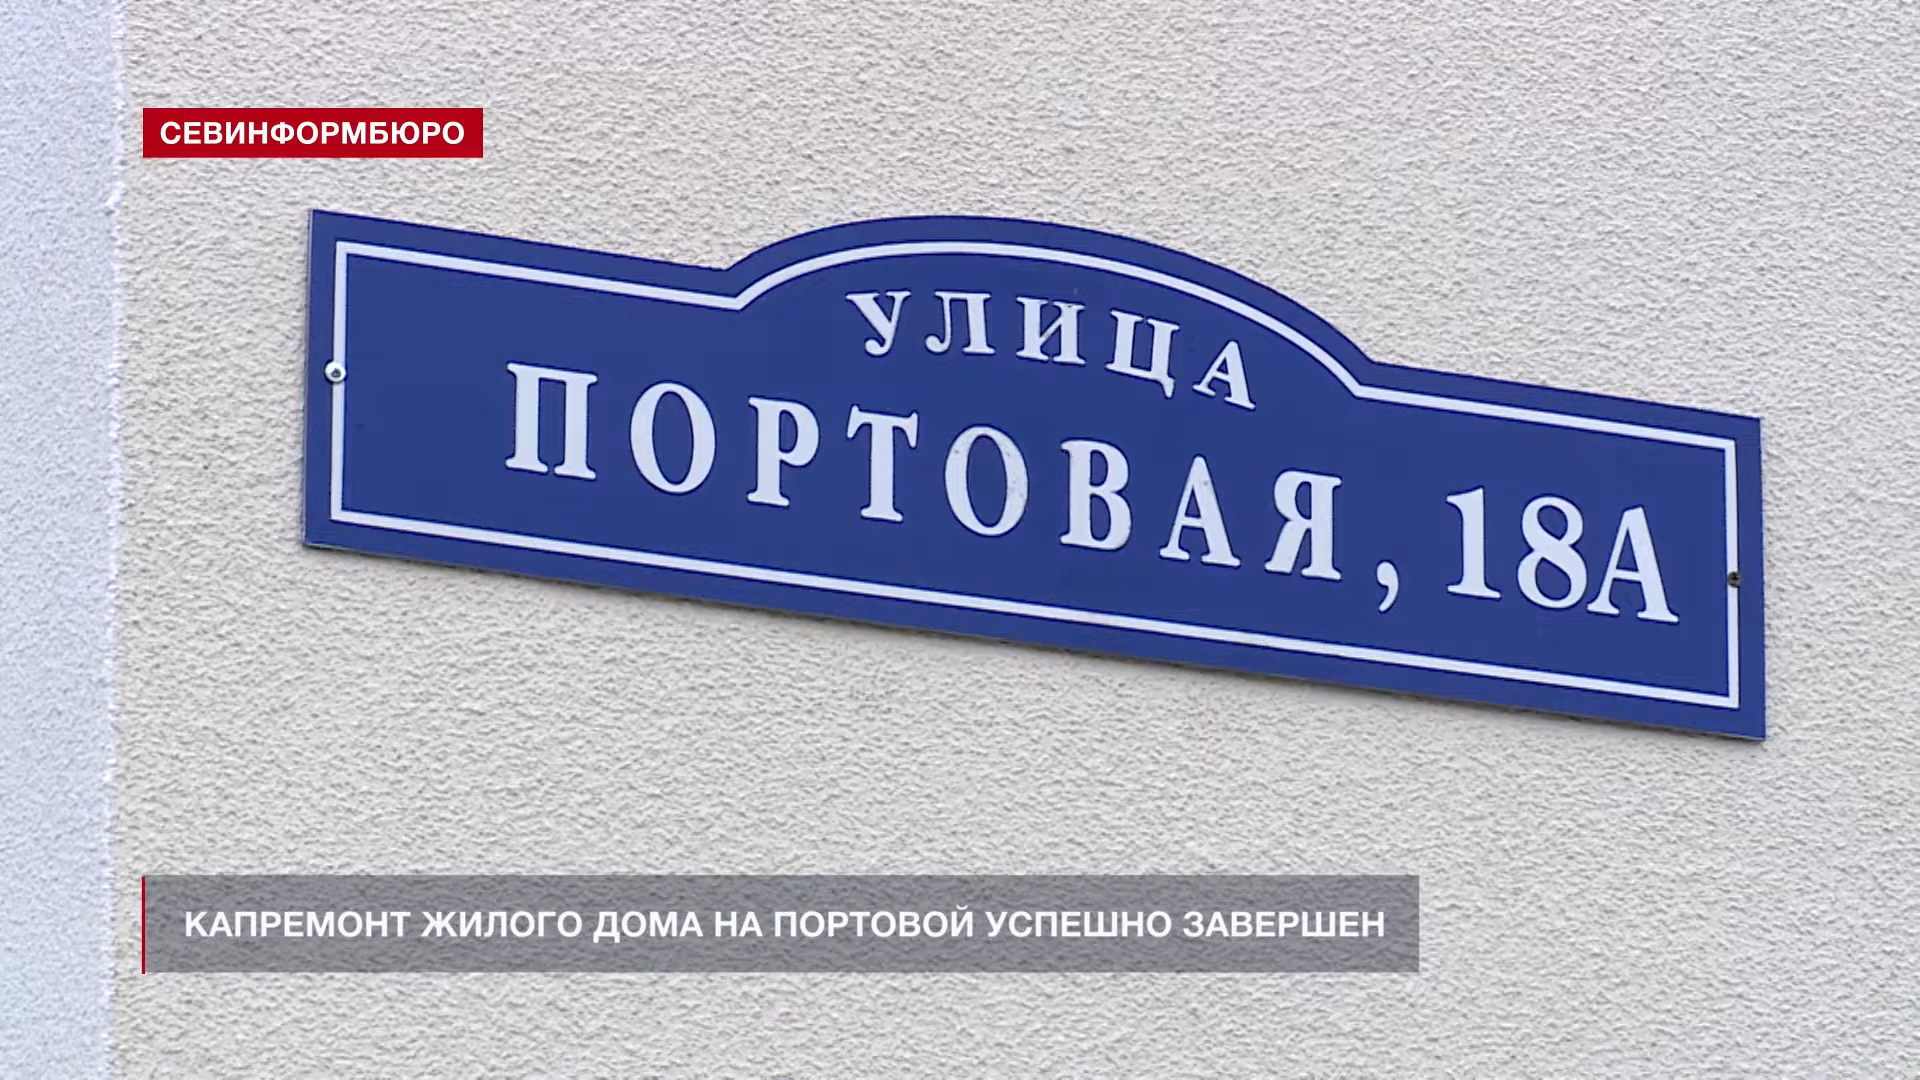 СЕВИНФОРМБЮРО
УЛИЦА
ПОРТОВАЯ, 18А
КАПРЕМОНТ ЖИЛОГО ДОМА НА ПОРТОВОЙ УСПЕШНО ЗАВЕРШЕН